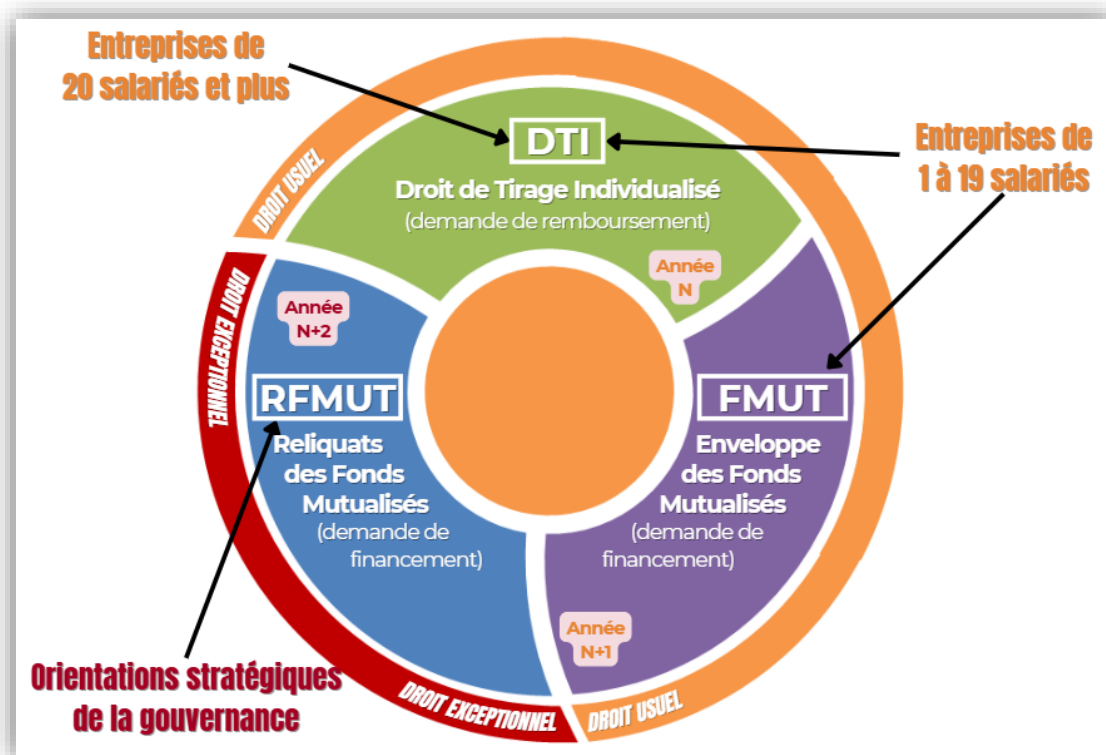 Entreprises de
20 salariés et plus
DTI
Droit de Tirage Individualisé
(demande de remboursement)
Entreprises de
1 à 19 salariés
DROIT USUEL
Année
N
DROIT EXCEPTIONNEL
Année
N+2
RFMUT
Reliquats
des Fonds
Mutualisés
(demande de
financement)
FMUT
Enveloppe
des Fonds
Mutualisés
(demande de
financement)
Année
N+1
Orientations stratégiques
de la gouvernance
DROIT EXCEPTIONNEL
DROIT USUEL